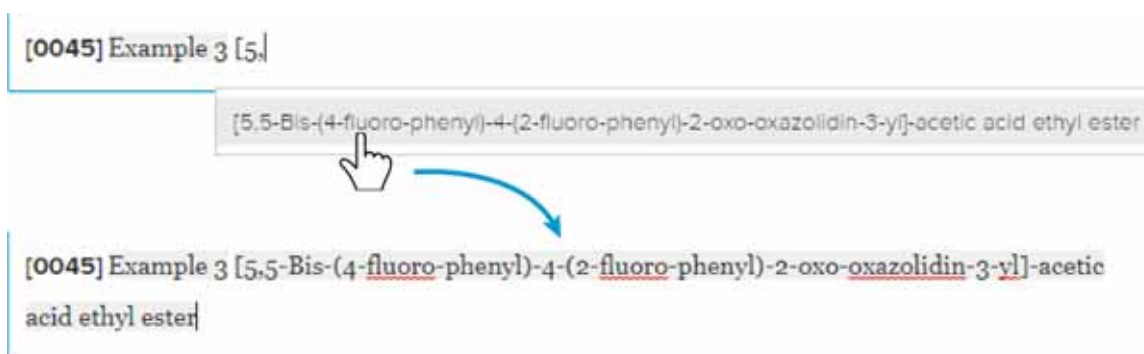 [0045] Example 3 [5,
[5,5-Bis-(4-fluoro-phenyl)-4-(2-fluoro-phenyl)-2-oxo-oxazolidin-3-yl]-acetic acid ethyl ester
[0045] Example 3 [5,5-Bis-(4-fluoro-phenyl)-4-(2-fluoro-phenyl)-2-oxo-oxazolidin-3-yl]-acetic
acid ethyl ester